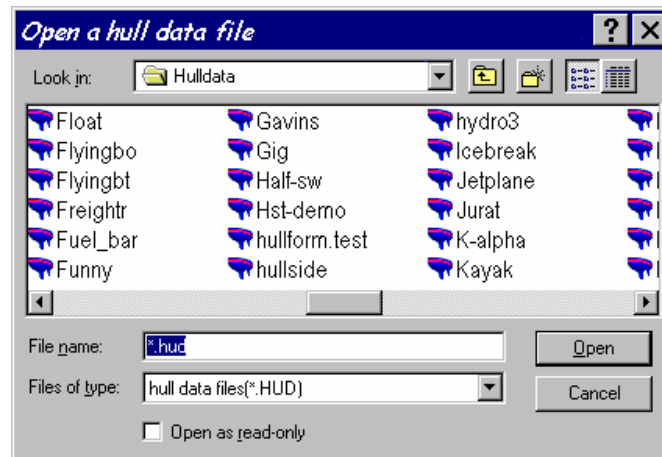 Open a hull data file
Look in: Hulldata
Float Gavins hydro3
Flyingbo Gig Icebreak
Flyingbt Half-sw Jetplane
Freightr Hst-demo Jurat
Fuel_bar hullform.test K-alpha
Funny hullside Kayak
File name: *.hud Open
Files of type: hull data files(*.HUD) Cancel
Open as read-only